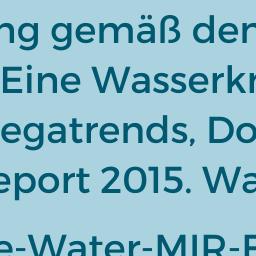 ng gemäß den
Eine Wasserkr
egatrends, Do
eport 2015. Wa
e-Water-MIR-F